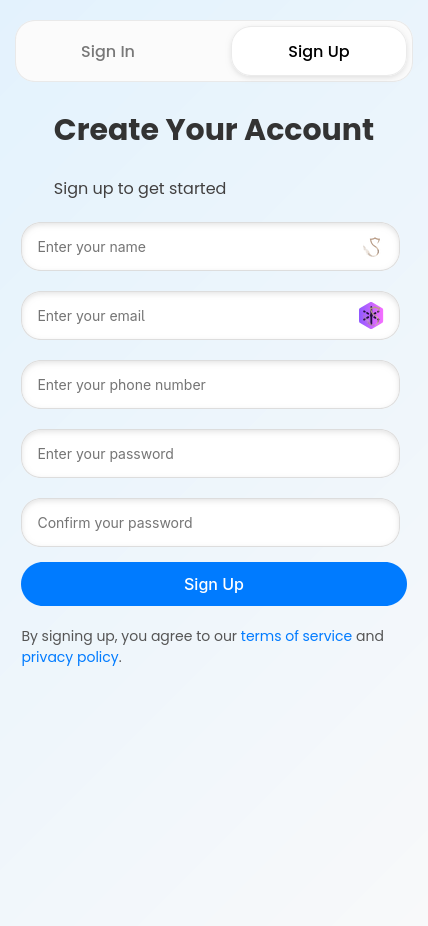 Sign In
Sign Up
Create Your Account
Sign up to get started
Enter your name
Enter your email
Enter your phone number
Enter your password
Confirm your password
Sign Up
By signing up, you agree to our terms of service and
privacy policy.